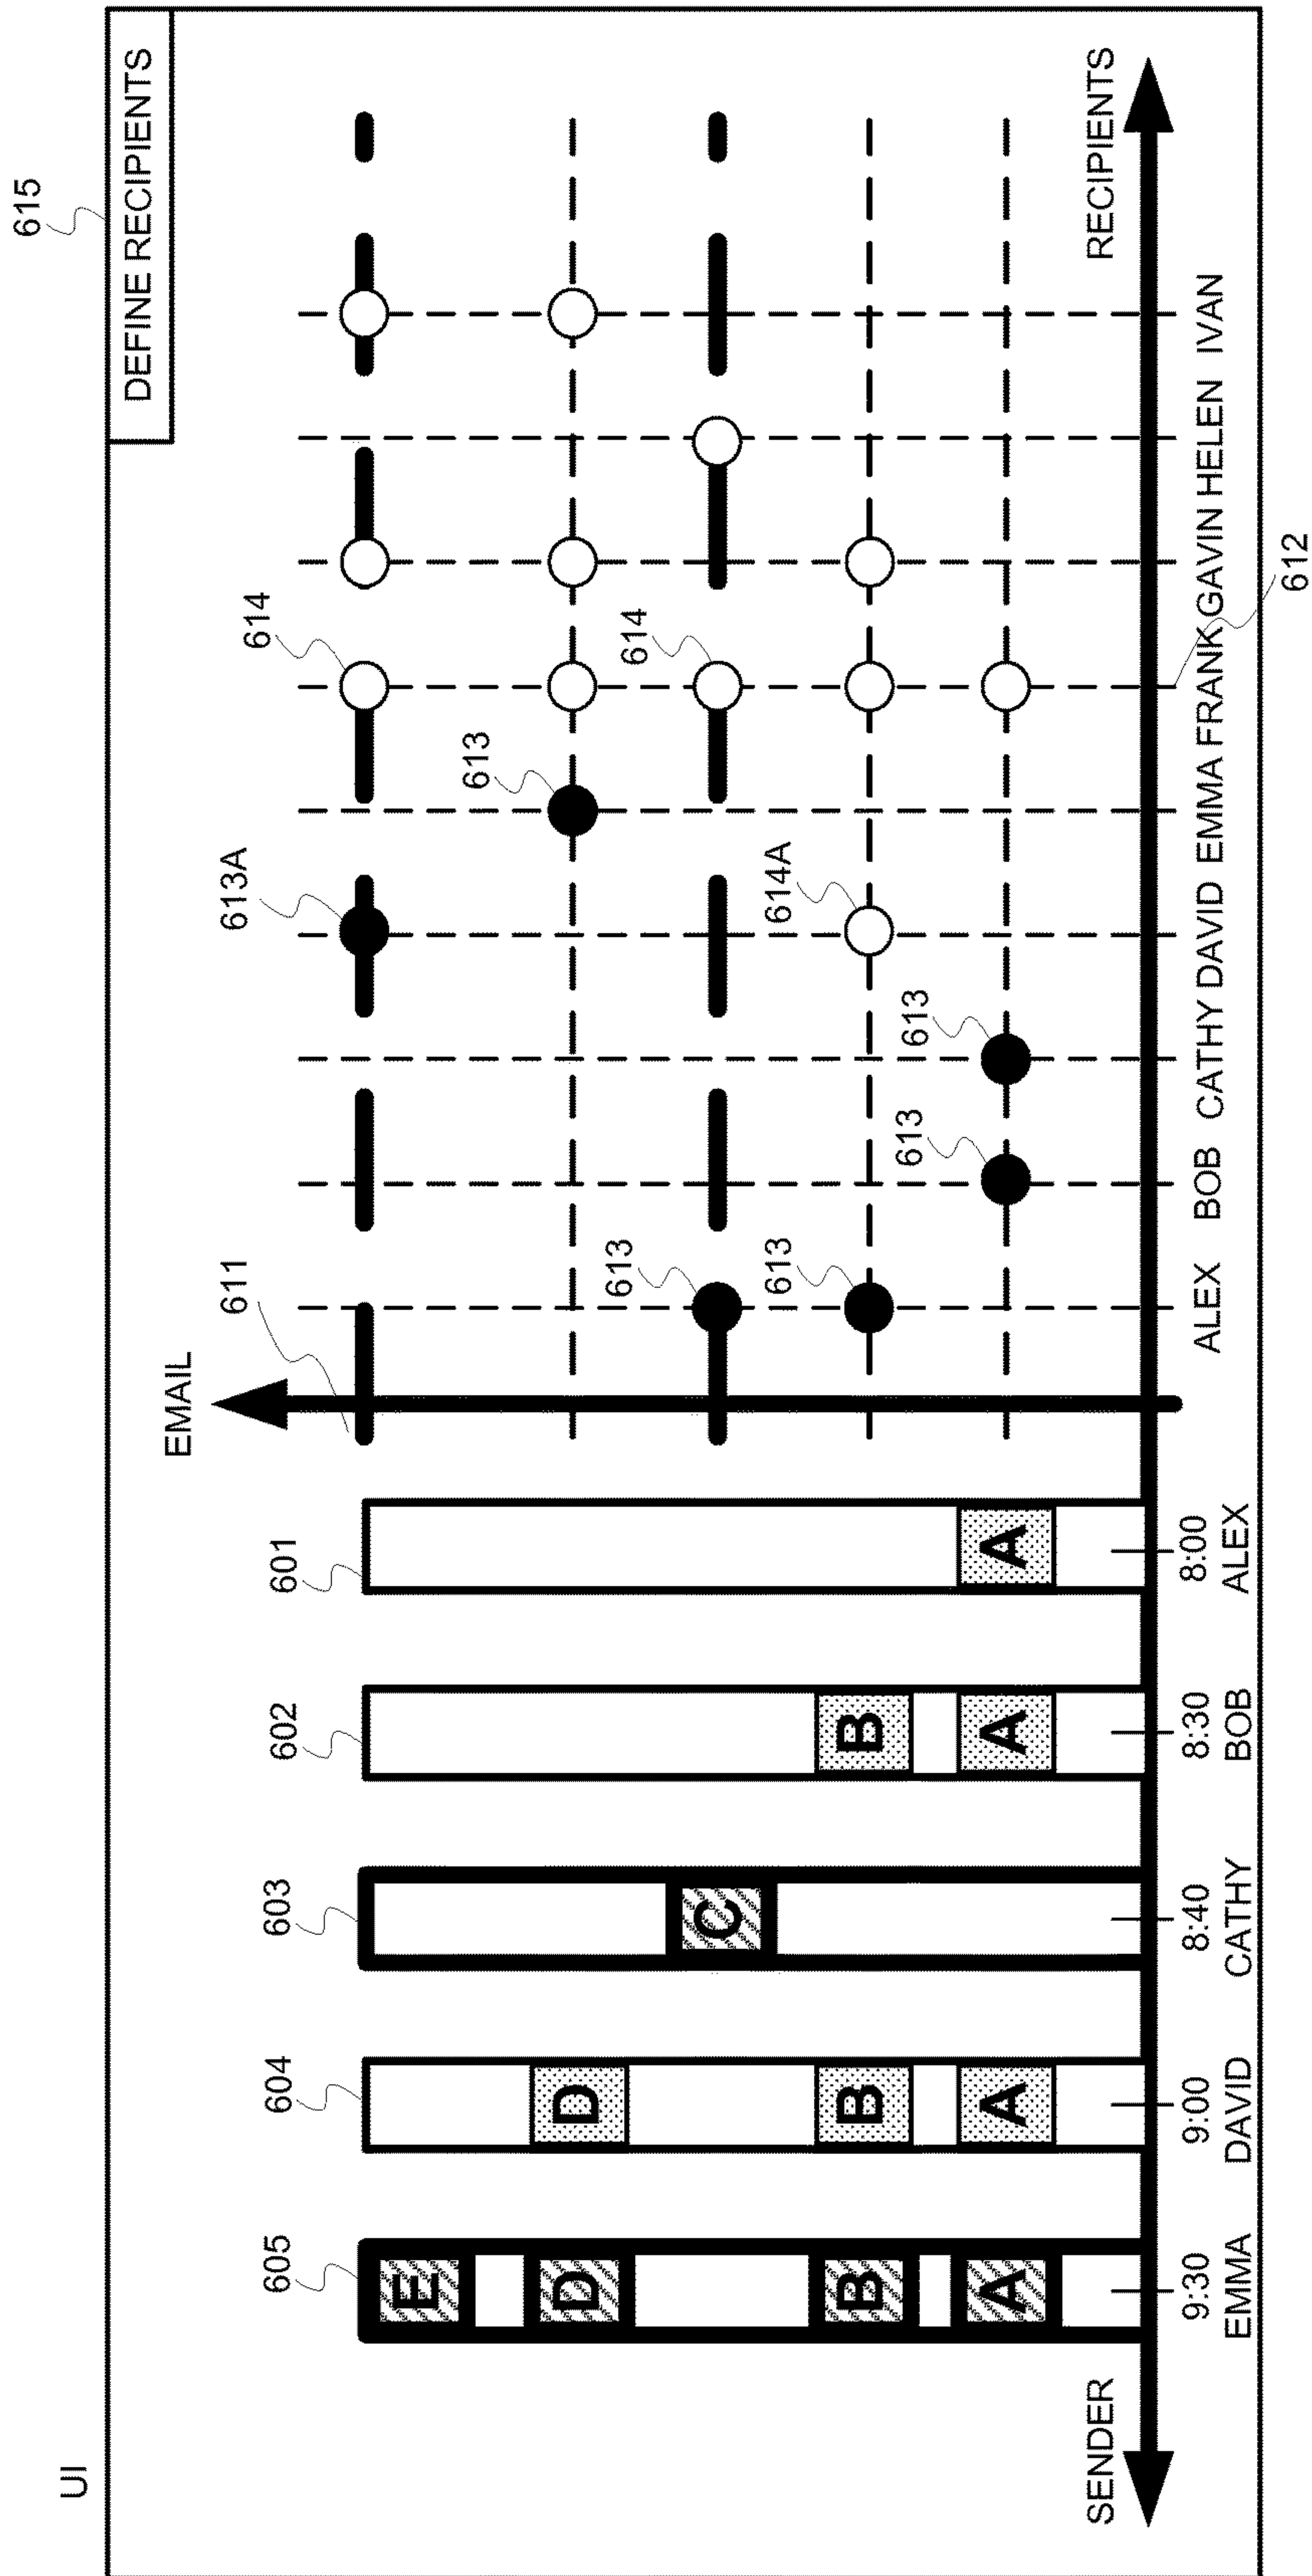 615
UI
DEFINE RECIPIENTS
EMAIL
611 613A
614
605 604 603 602 601
E
613
D D
613 614
C
613 614A
B B B
613 613
A A A A
SENDER RECIPIENTS
9:30 9:00 8:40 8:30 8:00 ALEX BOB CATHY DAVID EMMA FRANK GAVIN HELEN IVAN
EMMA DAVID CATHY BOB ALEX
612